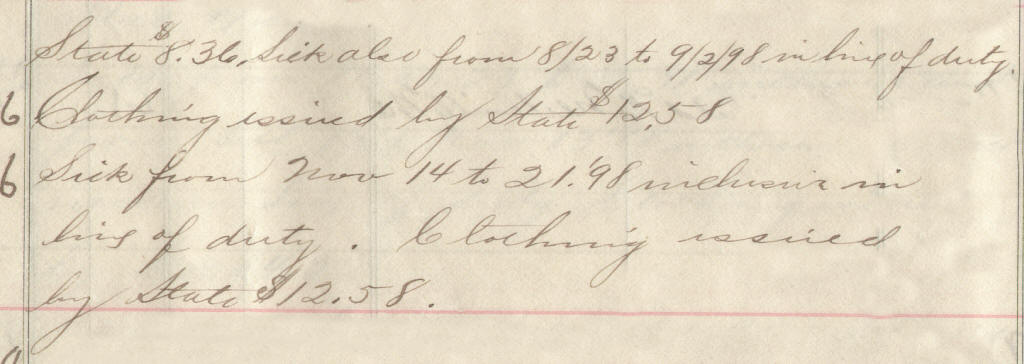 State $8.36. Sick also from 8/23 to 9/2/98 in line of duty.
6 Clothing issued by State $12.58
6 Sick from Nov 14 to 21.'98 inclusive in
line of duty. Clothing issued
by State $12.58.